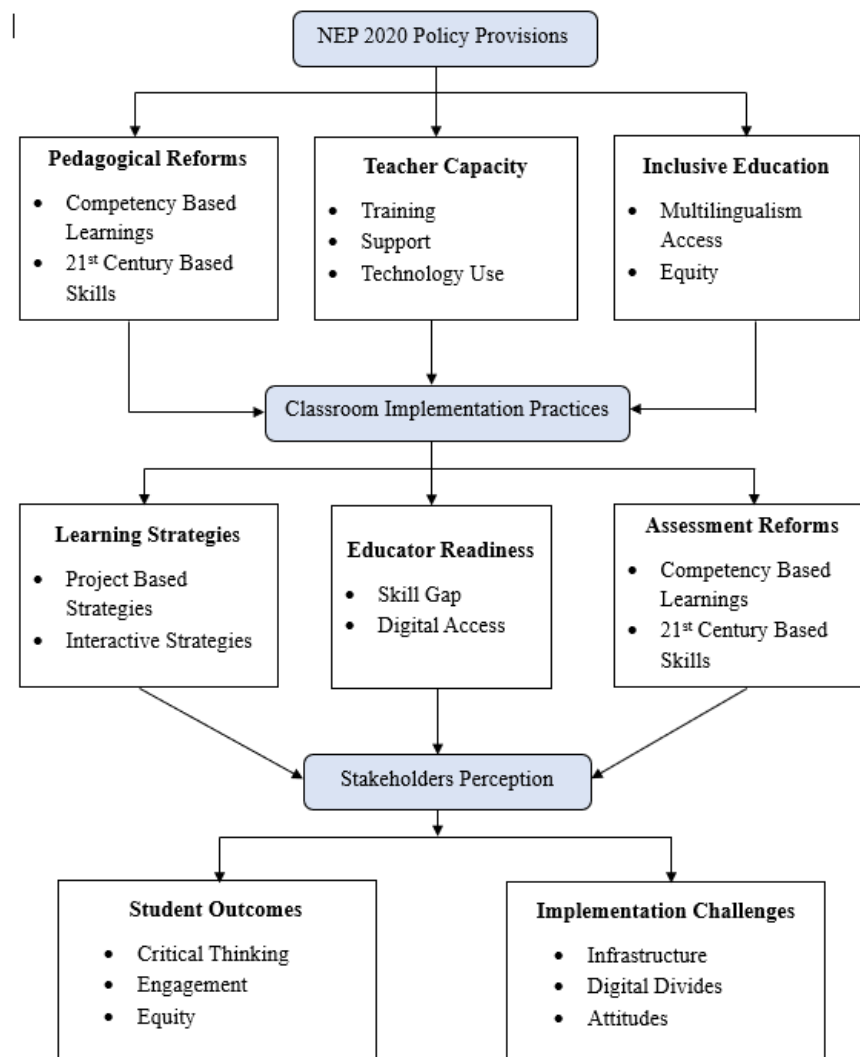 NEP 2020 Policy Provisions
Pedagogical Reforms
• Competency Based
Learnings
• 21st Century Based
Skills
Teacher Capacity
• Training
• Support
• Technology Use
Inclusive Education
• Multilingualism
Access
• Equity
Classroom Implementation Practices
Learning Strategies
• Project Based
Strategies
• Interactive Strategies
Educator Readiness
• Skill Gap
• Digital Access
Assessment Reforms
• Competency Based
Learnings
• 21st Century Based
Skills
Stakeholders Perception
Student Outcomes
• Critical Thinking
• Engagement
• Equity
Implementation Challenges
• Infrastructure
• Digital Divides
• Attitudes